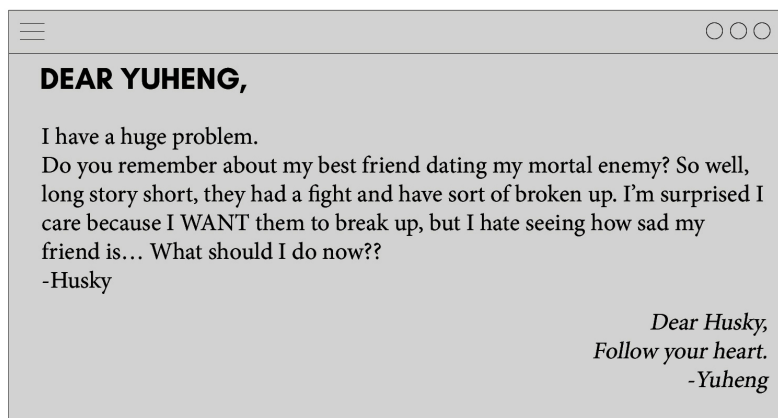 DEAR YUHENG,
I have a huge problem.
Do you remember about my best friend dating my mortal enemy? So well,
long story short, they had a fight and have sort of broken up. I’m surprised I
care because I WANT them to break up, but I hate seeing how sad my
friend is… What should I do now??
-Husky
Dear Husky,
Follow your heart.
-Yuheng